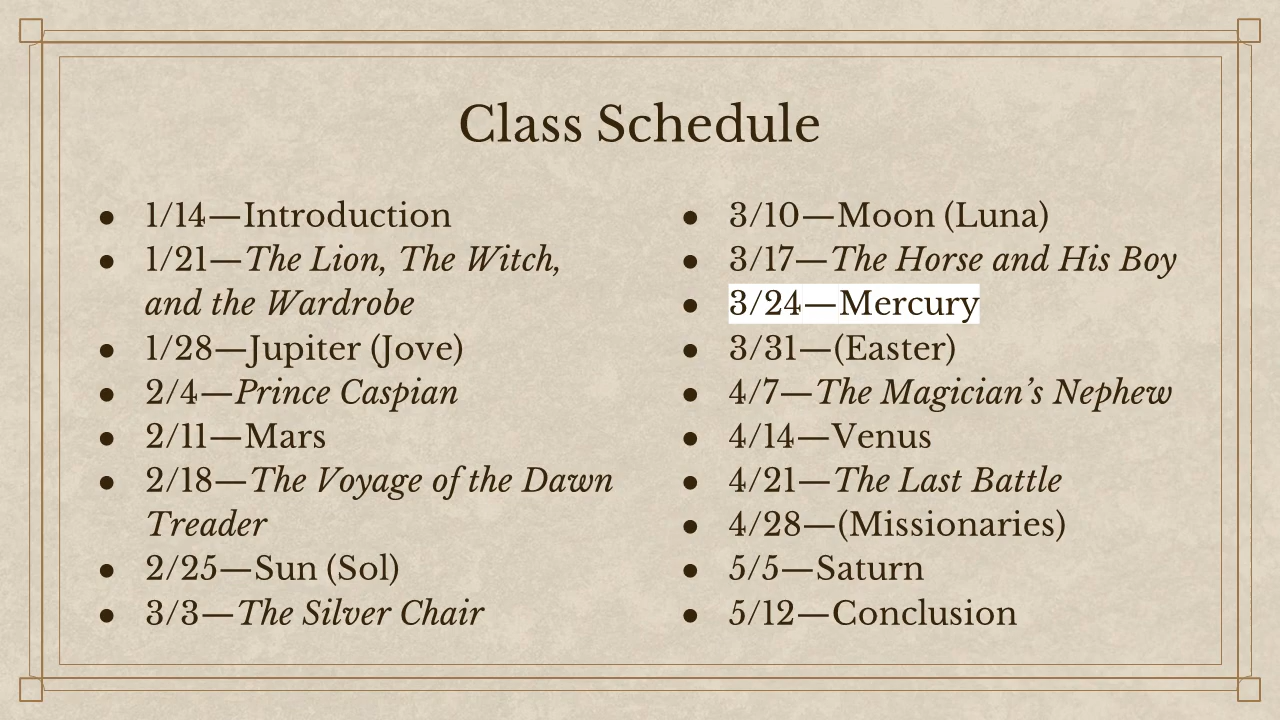 Class Schedule
● 1/14—Introduction
● 1/21—The Lion, The Witch,
and the Wardrobe
● 1/28—Jupiter (Jove)
● 2/4—Prince Caspian
● 2/11—Mars
● 2/18—The Voyage of the Dawn
Treader
● 2/25—Sun (Sol)
● 3/3—The Silver Chair
● 3/10—Moon (Luna)
● 3/17—The Horse and His Boy
● 3/24—Mercury
● 3/31—(Easter)
● 4/7—The Magician’s Nephew
● 4/14—Venus
● 4/21—The Last Battle
● 4/28—(Missionaries)
● 5/5—Saturn
● 5/12—Conclusion